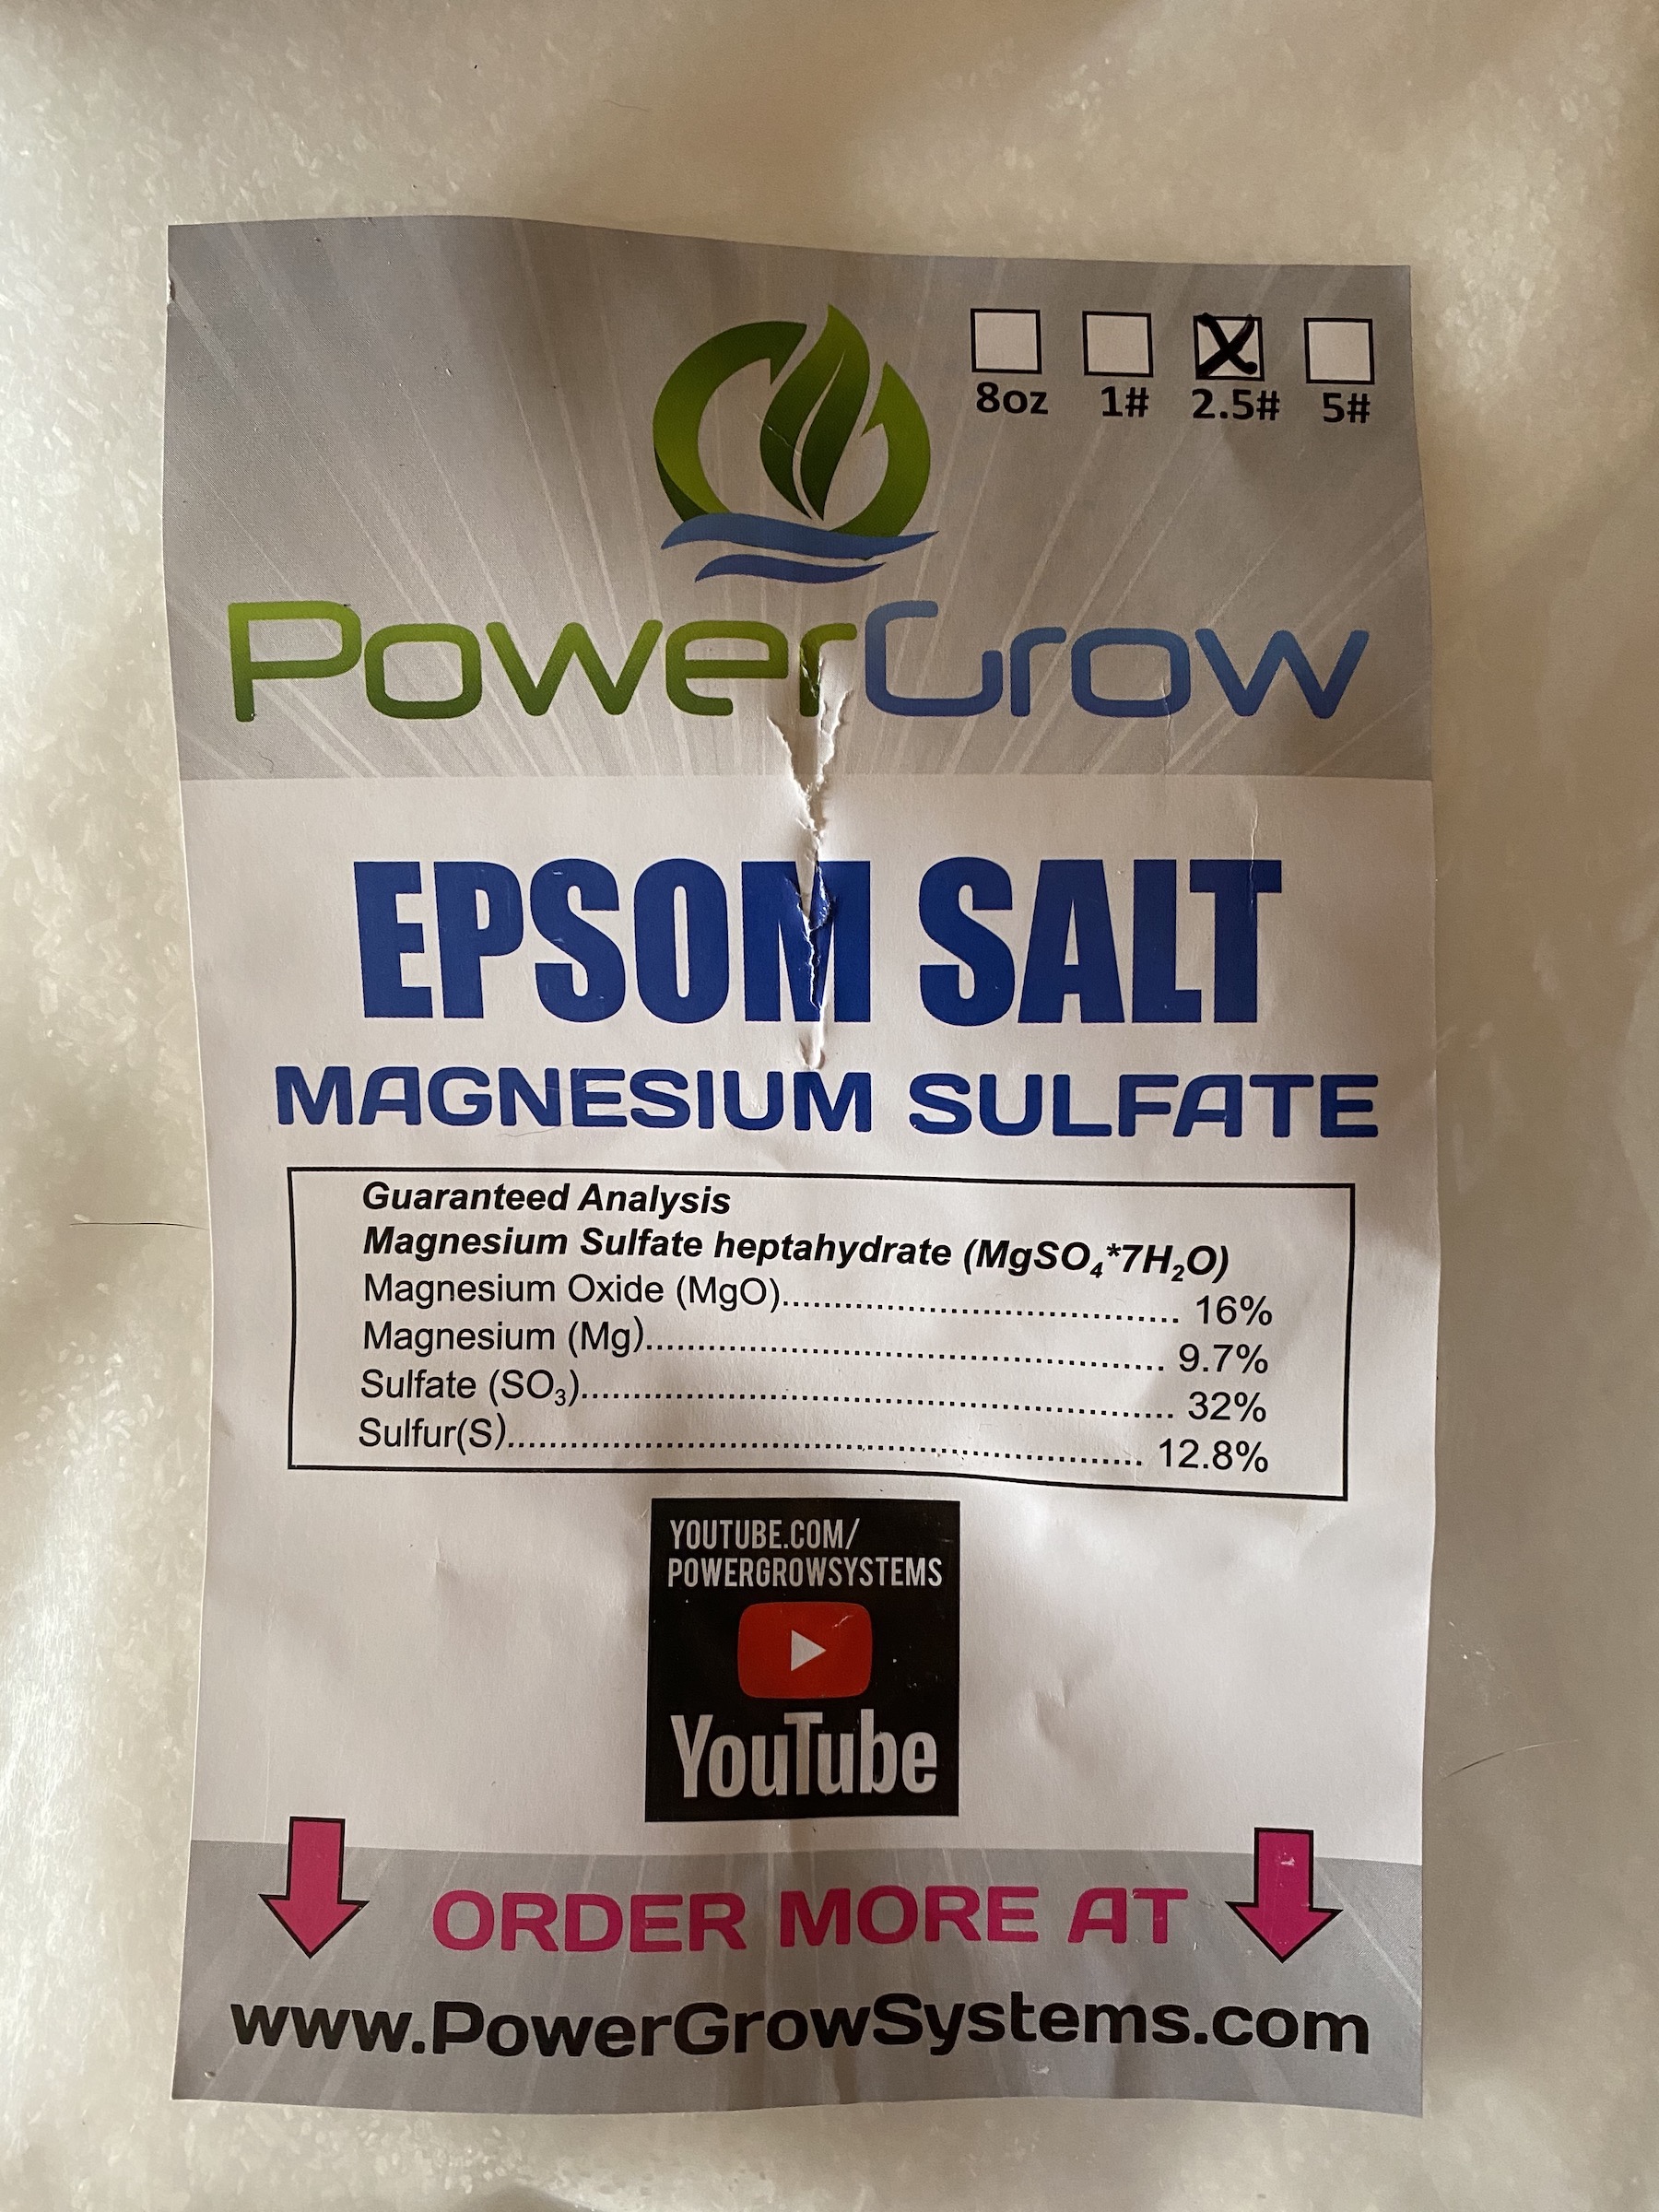 8oz 1# 2.5# 5#
PowerGrow
EPSOM SALT
MAGNESIUM SULFATE
Guaranteed Analysis
Magnesium Sulfate heptahydrate (MgSO₄*7H₂O)
Magnesium Oxide (MgO)...................................... 16%
Magnesium (Mg).................................................. 9.7%
Sulfate (SO₃)......................................................... 32%
Sulfur(S)............................................................. 12.8%
YOUTUBE.COM/
POWERGROWSYSTEMS
YouTube
ORDER MORE AT
www.PowerGrowSystems.com